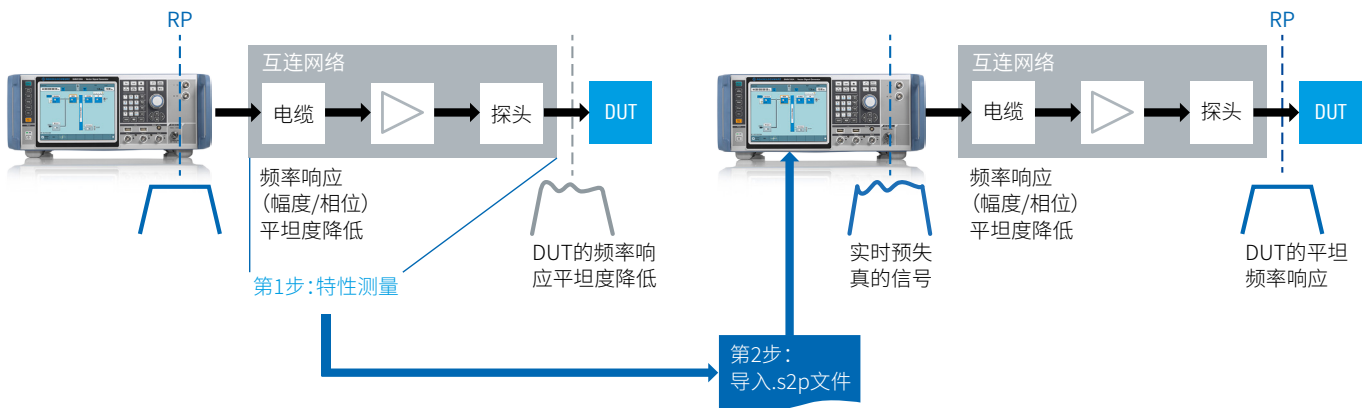 RP
互连网络
电缆
探头
DUT
频率响应
（幅度/相位）
平坦度降低
DUT的频率响
应平坦度降低
第1步：特性测量
第2步：
导入.s2p文件
RP
互连网络
电缆
探头
DUT
实时预失
真的信号
频率响应
（幅度/相位）
平坦度降低
DUT的平坦
频率响应